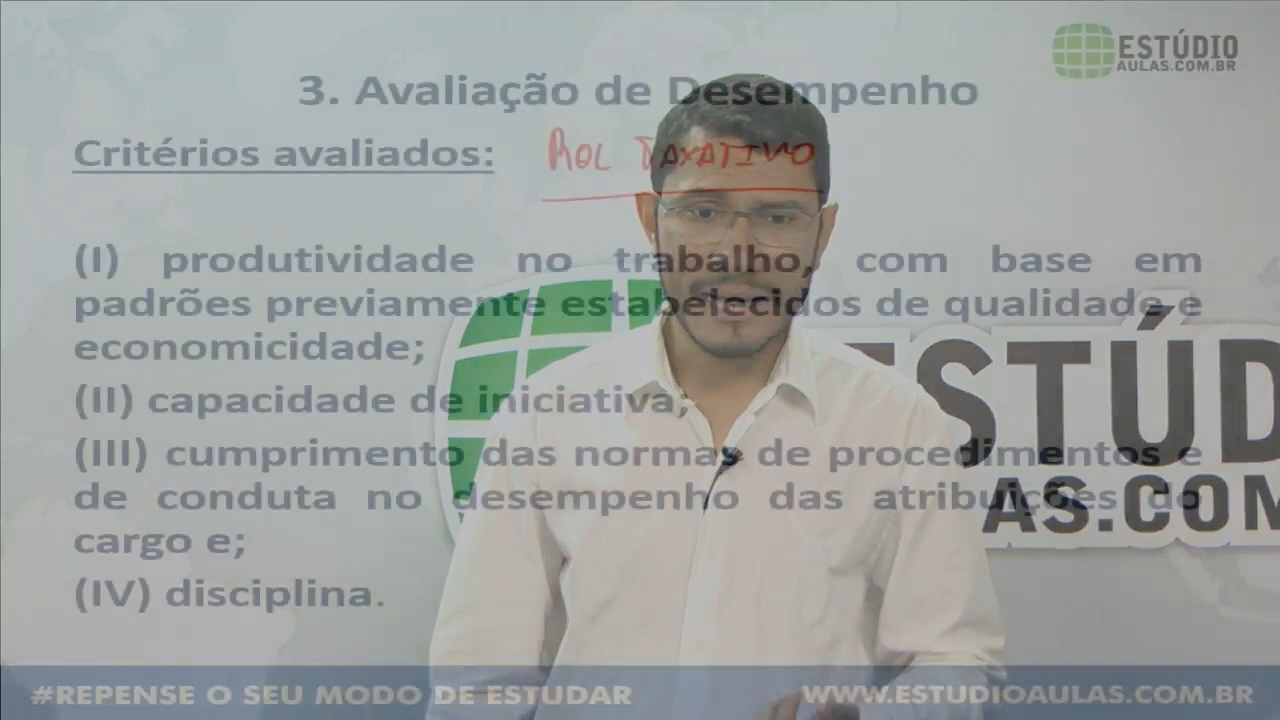 ESTÚDIO
AULAS.COM.BR
3. Avaliação de Desempenho
Critérios avaliados: ROL TAXATIVO
(I) produtividade no trabalho, com base em
padrões previamente estabelecidos de qualidade e
economicidade;
(II) capacidade de iniciativa;
(III) cumprimento das normas de procedimentos e
de conduta no desempenho das atribuições do
cargo e;
(IV) disciplina.
ESTÚD
AS.COM
#REPENSE O SEU MODO DE ESTUDAR
WWW.ESTUDIOAULAS.COM.BR